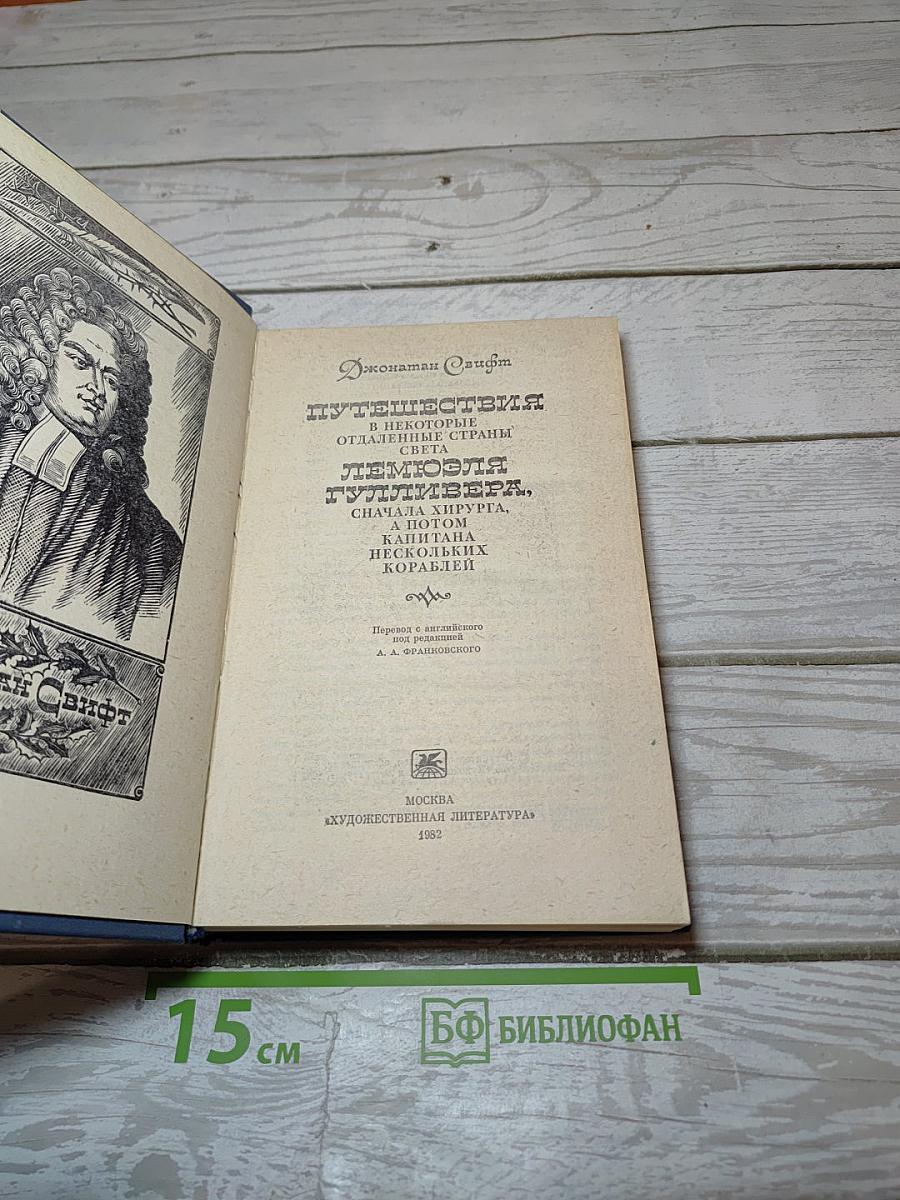 Джонатан Свифт
ПУТЕШЕСТВИЯ
В НЕКОТОРЫЕ
ОТДАЛЕННЫЕ СТРАНЫ
СВЕТА
ЛЕМЮЭЛЯ
ГУЛЛИВЕРА,
СНАЧАЛА ХИРУРГА,
А ПОТОМ
КАПИТАНА
НЕСКОЛЬКИХ
КОРАБЛЕЙ
Перевод с английского
под редакцией
А. А. ФРАНКОВСКОГО
МОСКВА
«ХУДОЖЕСТВЕННАЯ ЛИТЕРАТУРА»
1982
Свифт
15 см
БФ БИБЛИОФАН